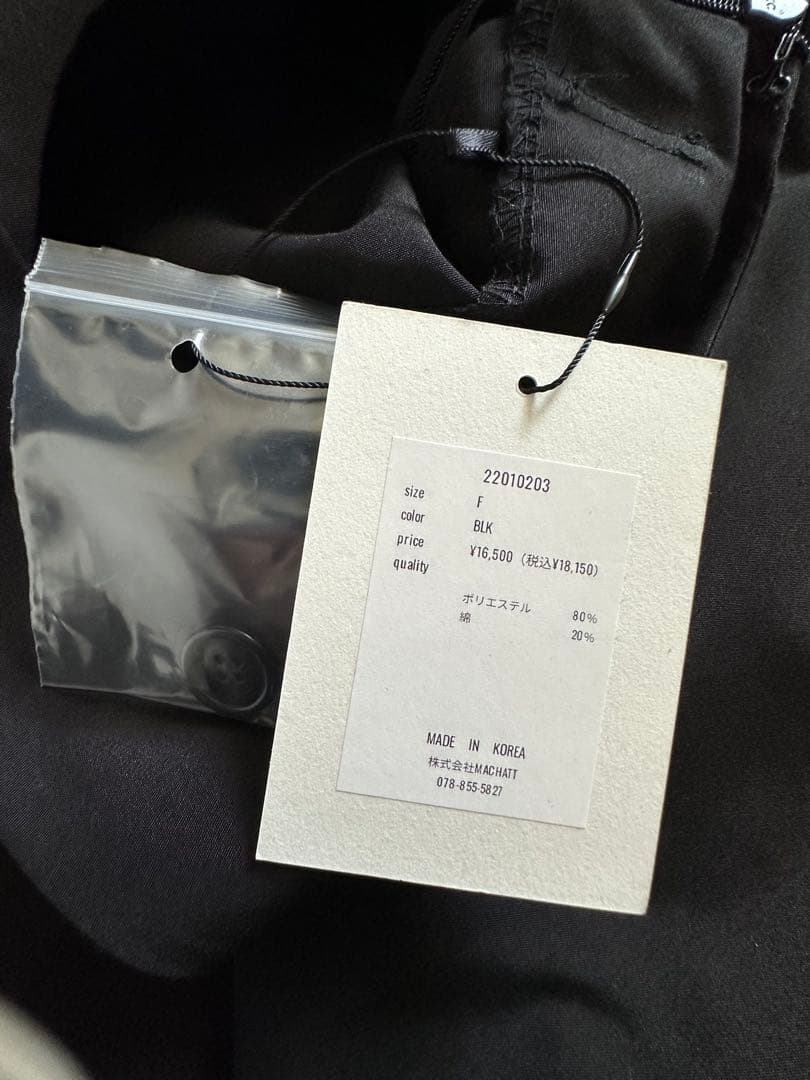 22010203
size F
color BLK
price ¥16,500（税込¥18,150）
quality
ポリエステル 80%
綿 20%
MADE IN KOREA
株式会社MACHATT
078-855-5827